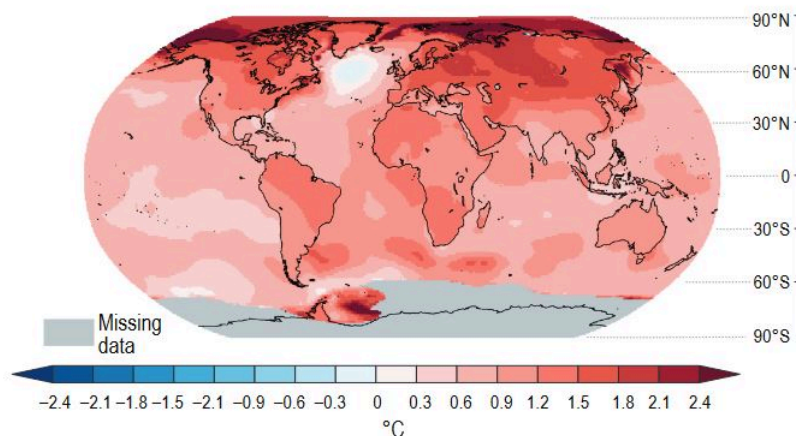 90°N
60°N
30°N
0
30°S
60°S
90°S
Missing
data
–2.4 –2.1 –1.8 –1.5 –2.1 –0.9 –0.6 –0.3 0 0.3 0.6 0.9 1.2 1.5 1.8 2.1 2.4
°C